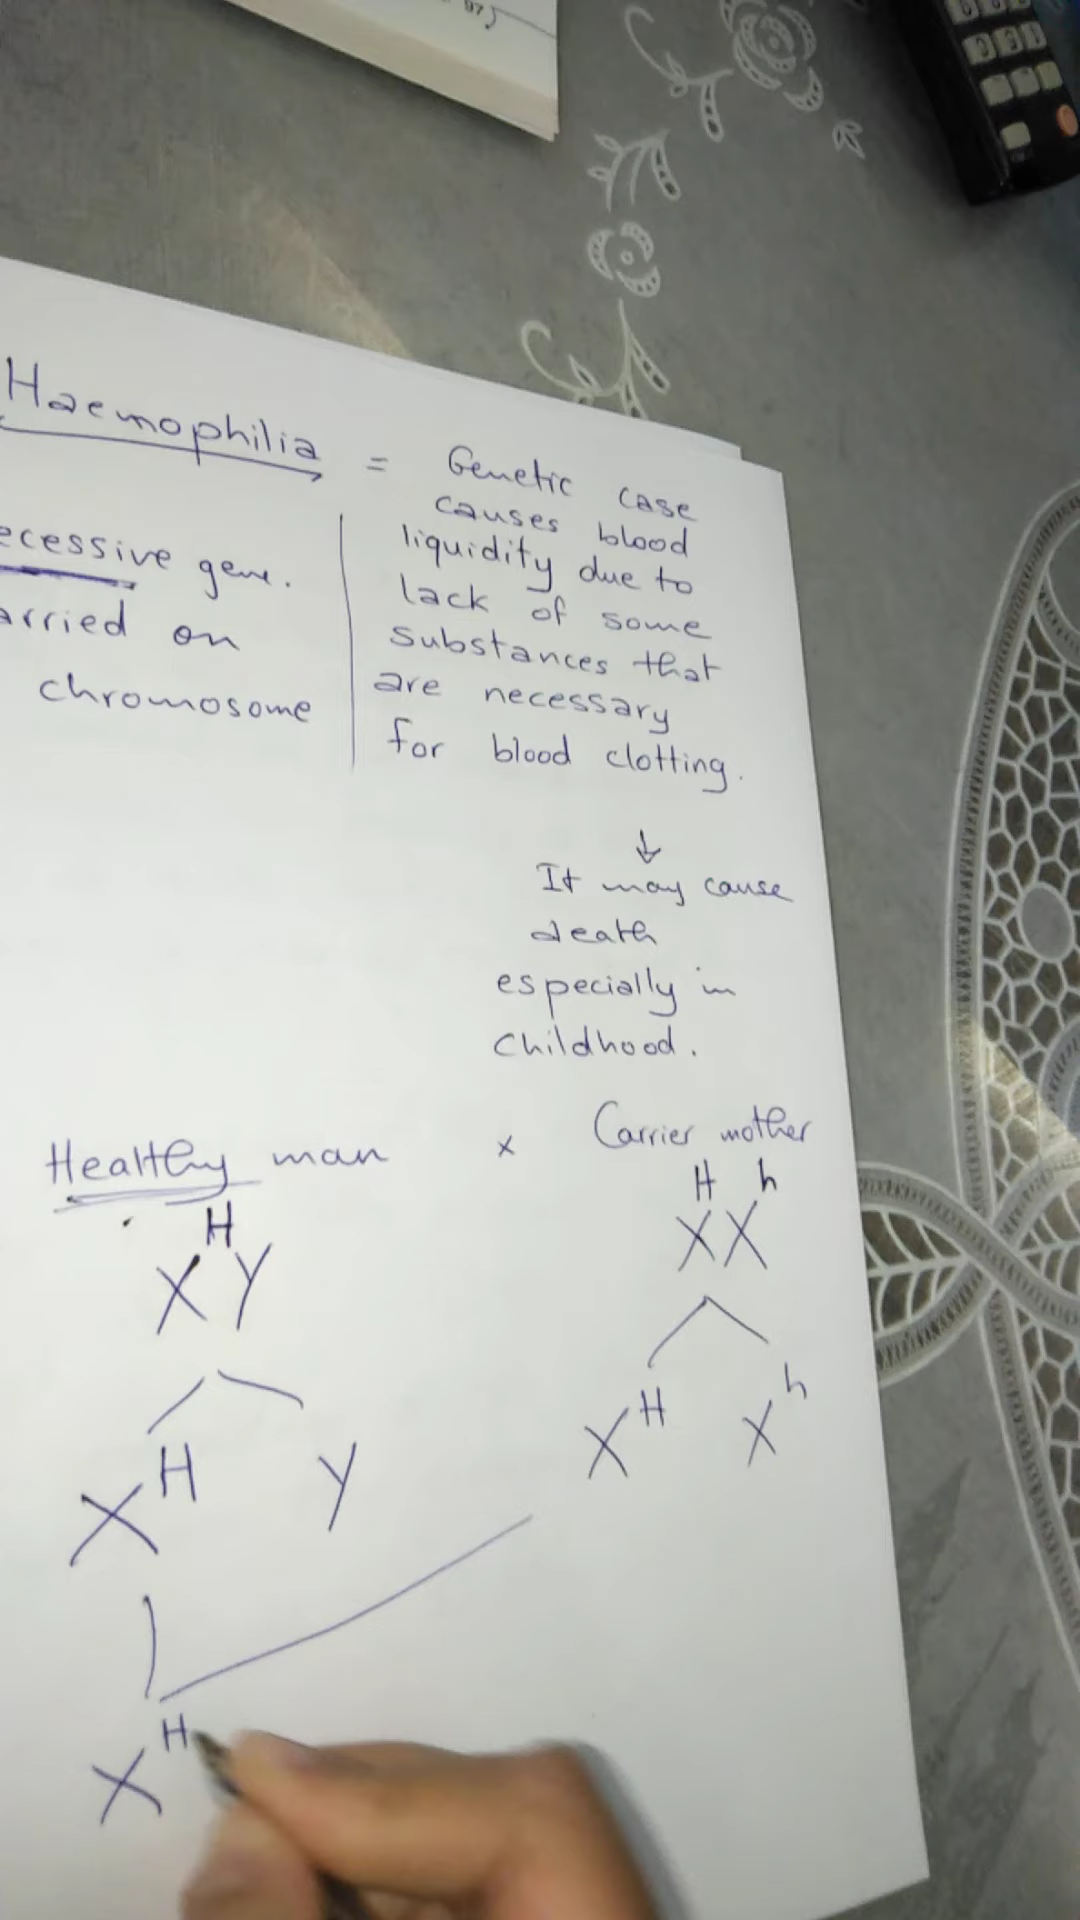 97)
Haemophilia = Genetic case
causes blood
liquidity due to
lack of some
substances that
are necessary
for blood clotting.
ecessive gene.
arried on
chromosome
↓
It may cause
death
especially in
childhood.
Healthy man × Carrier mother
X^H Y X^H X^h
X^H Y X^H X^h
X^H